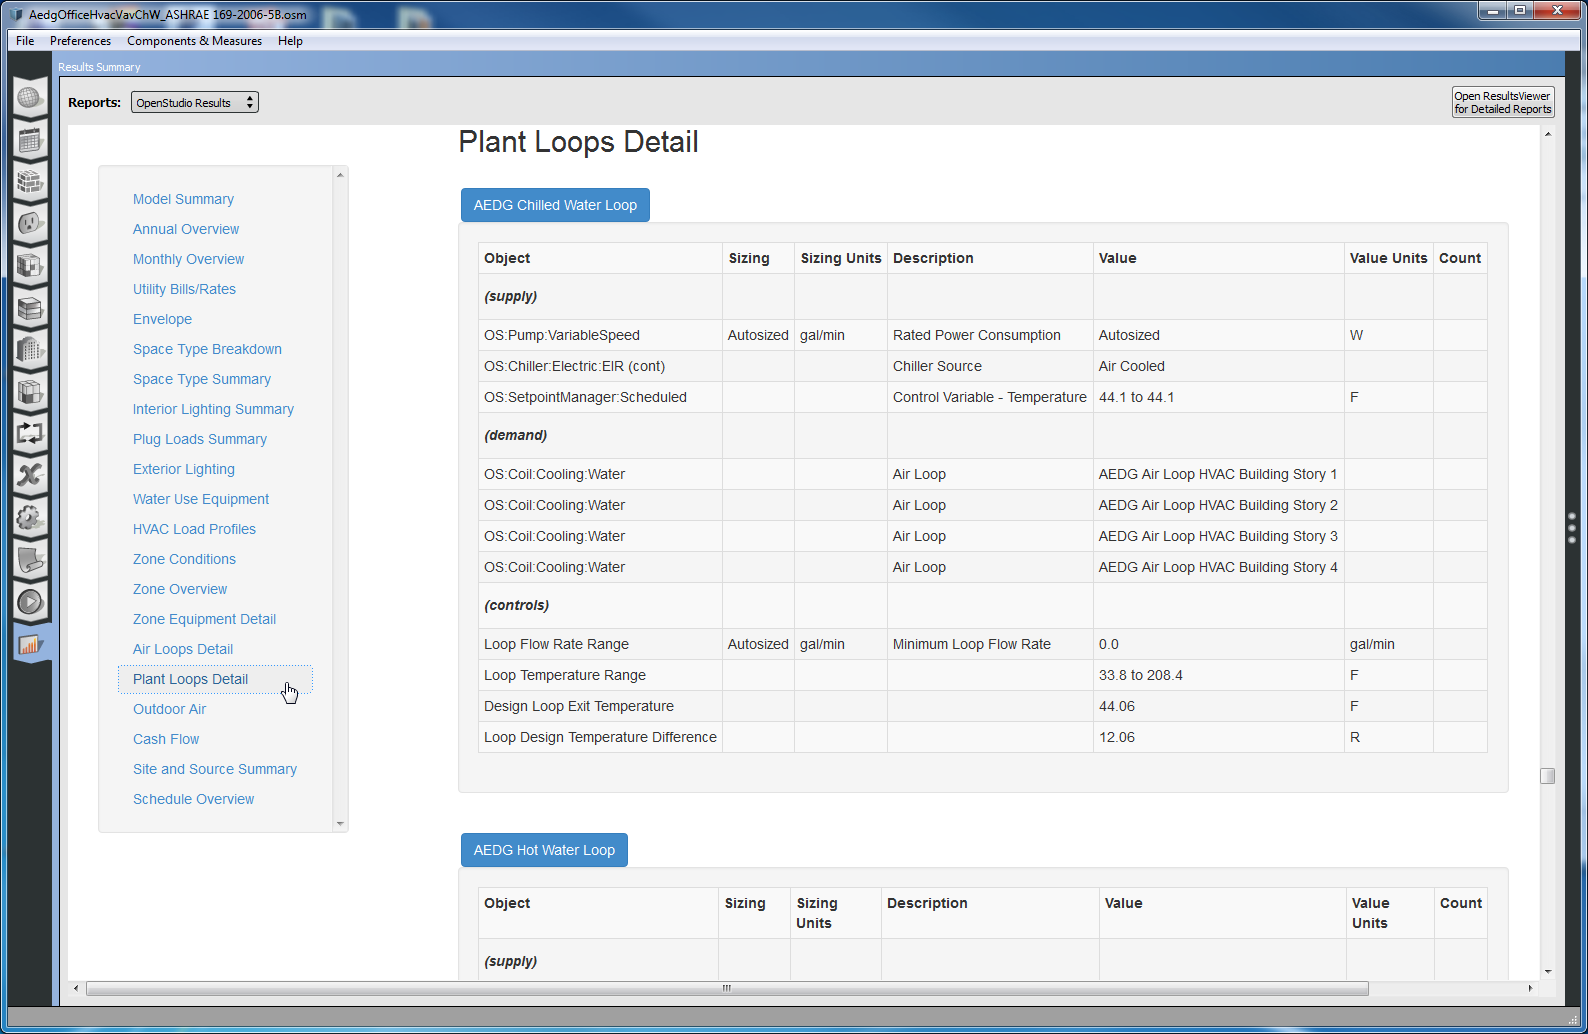 AedgOfficeHvacVavChW_ASHRAE 169-2006-5B.osm
File Preferences Components & Measures Help
Results Summary
Reports: OpenStudio Results
Open ResultsViewer
for Detailed Reports
Model Summary
Annual Overview
Monthly Overview
Utility Bills/Rates
Envelope
Space Type Breakdown
Space Type Summary
Interior Lighting Summary
Plug Loads Summary
Exterior Lighting
Water Use Equipment
HVAC Load Profiles
Zone Conditions
Zone Overview
Zone Equipment Detail
Air Loops Detail
Plant Loops Detail
Outdoor Air
Cash Flow
Site and Source Summary
Schedule Overview
Plant Loops Detail
AEDG Chilled Water Loop
Object Sizing Sizing Units Description Value Value Units Count
(supply)
OS:Pump:VariableSpeed Autosized gal/min Rated Power Consumption Autosized W
OS:Chiller:Electric:EIR (cont) Chiller Source Air Cooled
OS:SetpointManager:Scheduled Control Variable - Temperature 44.1 to 44.1 F
(demand)
OS:Coil:Cooling:Water Air Loop AEDG Air Loop HVAC Building Story 1
OS:Coil:Cooling:Water Air Loop AEDG Air Loop HVAC Building Story 2
OS:Coil:Cooling:Water Air Loop AEDG Air Loop HVAC Building Story 3
OS:Coil:Cooling:Water Air Loop AEDG Air Loop HVAC Building Story 4
(controls)
Loop Flow Rate Range Autosized gal/min Minimum Loop Flow Rate 0.0 gal/min
Loop Temperature Range 33.8 to 208.4 F
Design Loop Exit Temperature 44.06 F
Loop Design Temperature Difference 12.06 R
AEDG Hot Water Loop
Object Sizing Sizing Units Description Value Value Units Count
(supply)